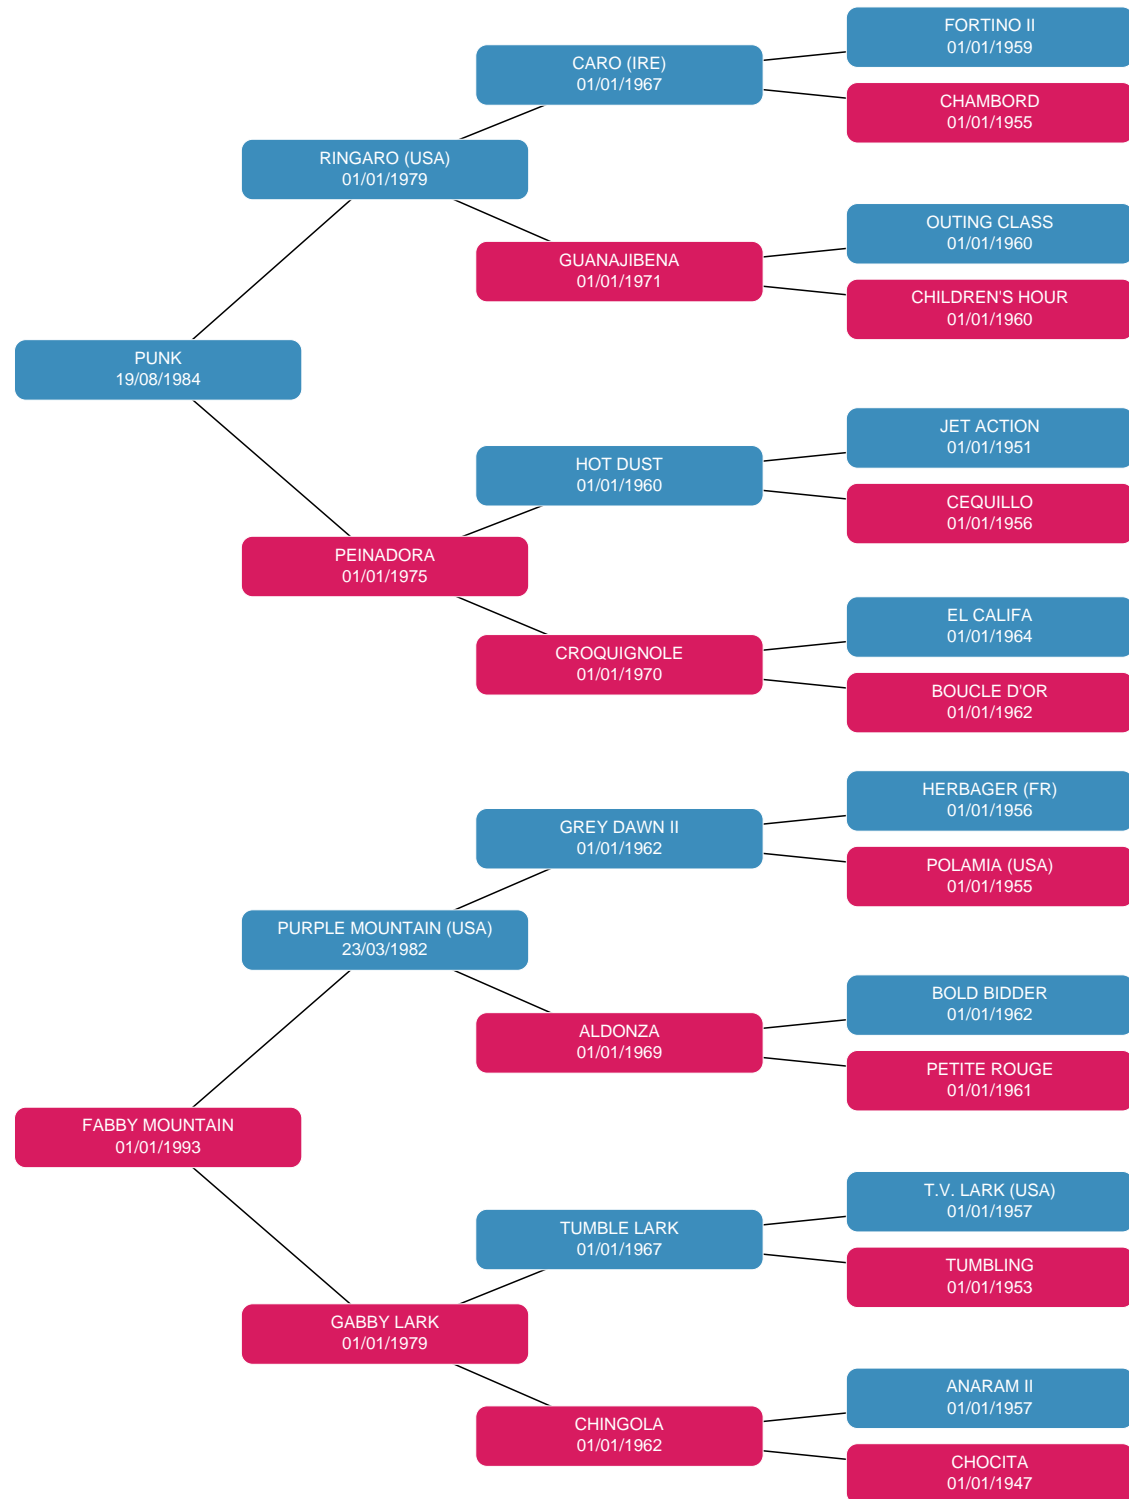 FORTINO II
01/01/1959
CARO (IRE)
01/01/1967
CHAMBORD
01/01/1955
RINGARO (USA)
01/01/1979
OUTING CLASS
01/01/1960
GUANAJIBENA
01/01/1971
CHILDREN'S HOUR
01/01/1960
PUNK
19/08/1984
JET ACTION
01/01/1951
HOT DUST
01/01/1960
CEQUILLO
01/01/1956
PEINADORA
01/01/1975
EL CALIFA
01/01/1964
CROQUIGNOLE
01/01/1970
BOUCLE D'OR
01/01/1962
HERBAGER (FR)
01/01/1956
GREY DAWN II
01/01/1962
POLAMIA (USA)
01/01/1955
PURPLE MOUNTAIN (USA)
23/03/1982
BOLD BIDDER
01/01/1962
ALDONZA
01/01/1969
PETITE ROUGE
01/01/1961
FABBY MOUNTAIN
01/01/1993
T.V. LARK (USA)
01/01/1957
TUMBLE LARK
01/01/1967
TUMBLING
01/01/1953
GABBY LARK
01/01/1979
ANARAM II
01/01/1957
CHINGOLA
01/01/1962
CHOCITA
01/01/1947